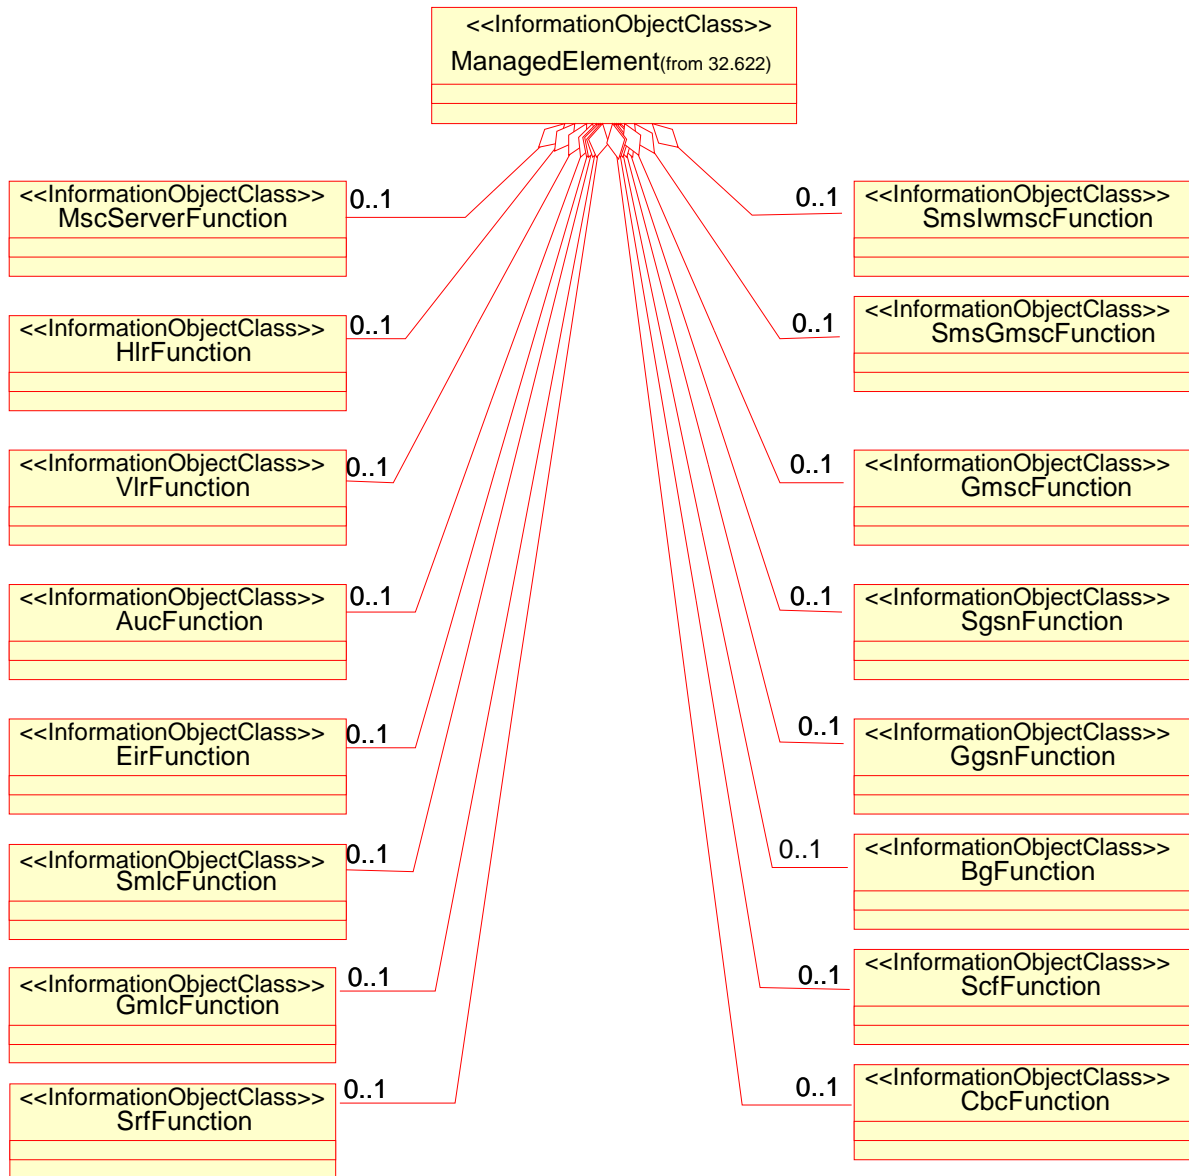 <<InformationObjectClass>>
ManagedElement(from 32.622)
<<InformationObjectClass>>
MscServerFunction
0..1
<<InformationObjectClass>>
HlrFunction
0..1
<<InformationObjectClass>>
VlrFunction
0..1
<<InformationObjectClass>>
AucFunction
0..1
<<InformationObjectClass>>
EirFunction
0..1
<<InformationObjectClass>>
SmlcFunction
0..1
<<InformationObjectClass>>
GmlcFunction
0..1
<<InformationObjectClass>>
SrfFunction
0..1
0..1
<<InformationObjectClass>>
SmsIwmscFunction
0..1
<<InformationObjectClass>>
SmsGmscFunction
0..1
<<InformationObjectClass>>
GmscFunction
0..1
<<InformationObjectClass>>
SgsnFunction
0..1
<<InformationObjectClass>>
GgsnFunction
0..1
<<InformationObjectClass>>
BgFunction
0..1
<<InformationObjectClass>>
ScfFunction
0..1
<<InformationObjectClass>>
CbcFunction